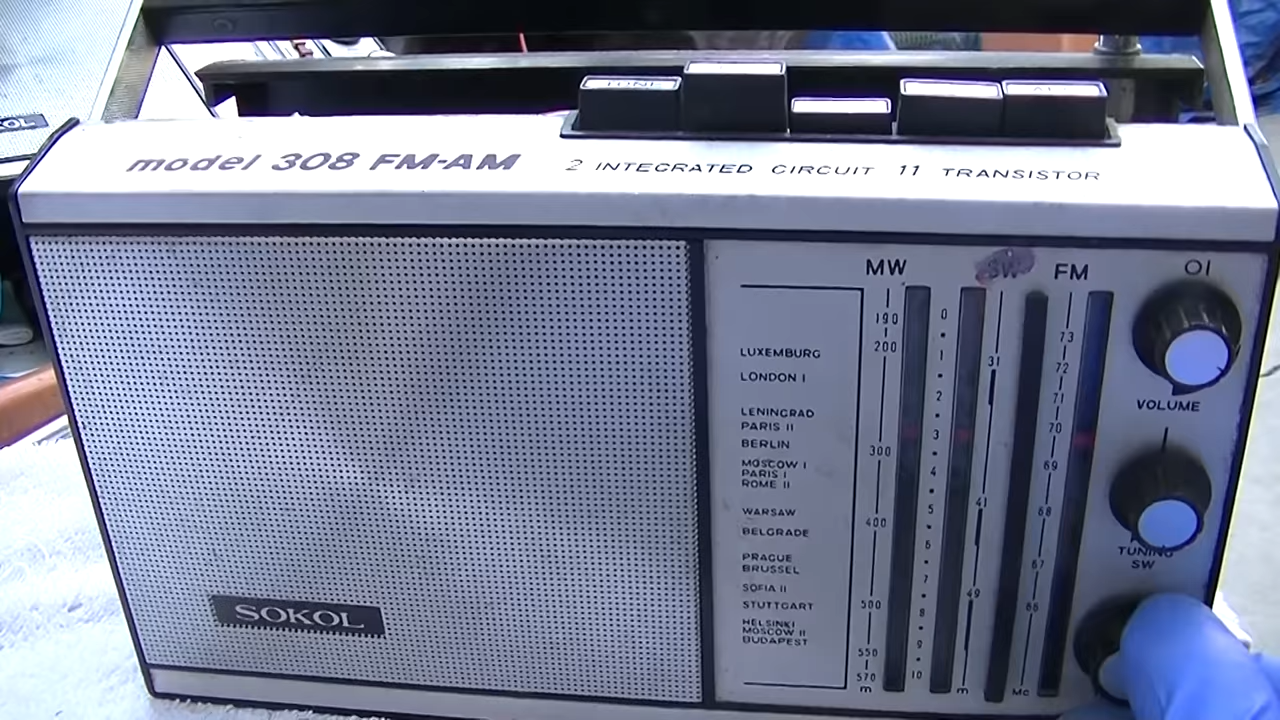 model 308 FM-AM
2 INTEGRATED CIRCUIT 11 TRANSISTOR
SOKOL
MW
SW
FM
OI
LUXEMBURG
LONDON I
LENINGRAD
PARIS II
BERLIN
MOSCOW I
PARIS I
ROME II
WARSAW
BELGRADE
PRAGUE
BRUSSEL
SOFIA II
STUTTGART
HELSINKI
MOSCOW II
BUDAPEST
190
200
300
400
500
550
570
m
0
1
2
3
4
5
6
7
8
9
10
31
41
49
m
73
72
71
70
69
68
67
66
Mc
VOLUME
TUNING
SW